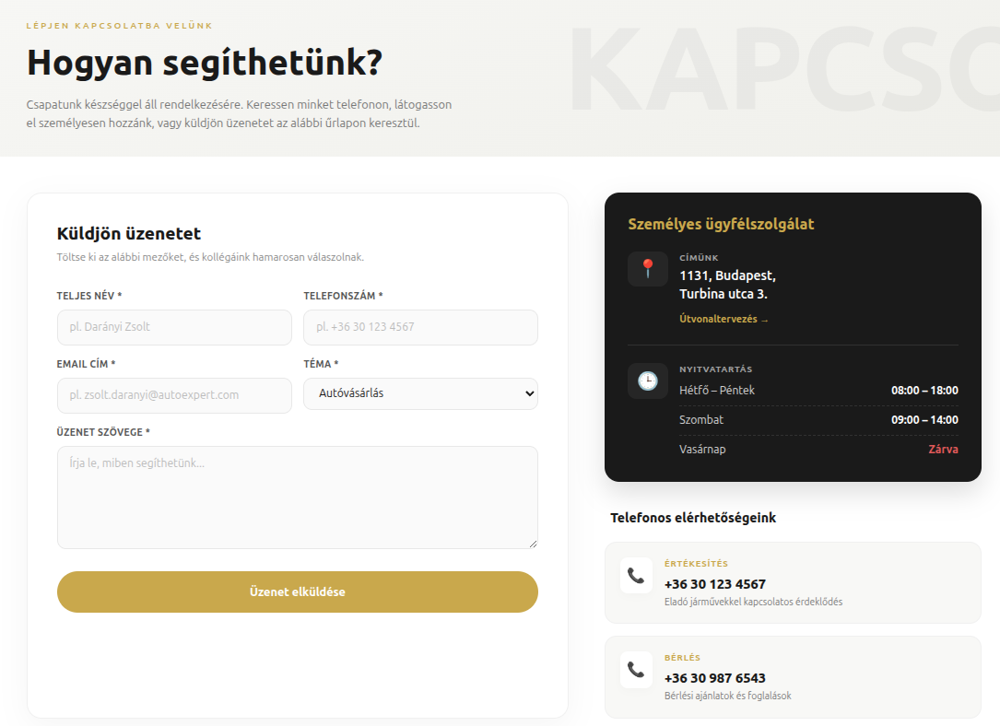 LÉPJEN KAPCSOLATBA VELÜNK
Hogyan segíthetünk?
Csapatunk készséggel áll rendelkezésére. Keressen minket telefonon, látogasson
el személyesen hozzánk, vagy küldjön üzenetet az alábbi űrlapon keresztül.
KAPCSO
Küldjön üzenetet
Töltse ki az alábbi mezőket, és kollégáink hamarosan válaszolnak.
TELJES NÉV *
TELEFONSZÁM *
pl. Darányi Zsolt
pl. +36 30 123 4567
EMAIL CÍM *
TÉMA *
pl. zsolt.daranyi@autoexpert.com
Autóvásárlás
ÜZENET SZÖVEGE *
Írja le, miben segíthetünk...
Üzenet elküldése
Személyes ügyfélszolgálat
CÍMÜNK
1131, Budapest,
Turbina utca 3.
Útvonaltervezés →
NYITVATARTÁS
Hétfő – Péntek 08:00 – 18:00
Szombat 09:00 – 14:00
Vasárnap Zárva
Telefonos elérhetőségeink
ÉRTÉKESÍTÉS
+36 30 123 4567
Eladó járművekkel kapcsolatos érdeklődés
BÉRLÉS
+36 30 987 6543
Bérlési ajánlatok és foglalások